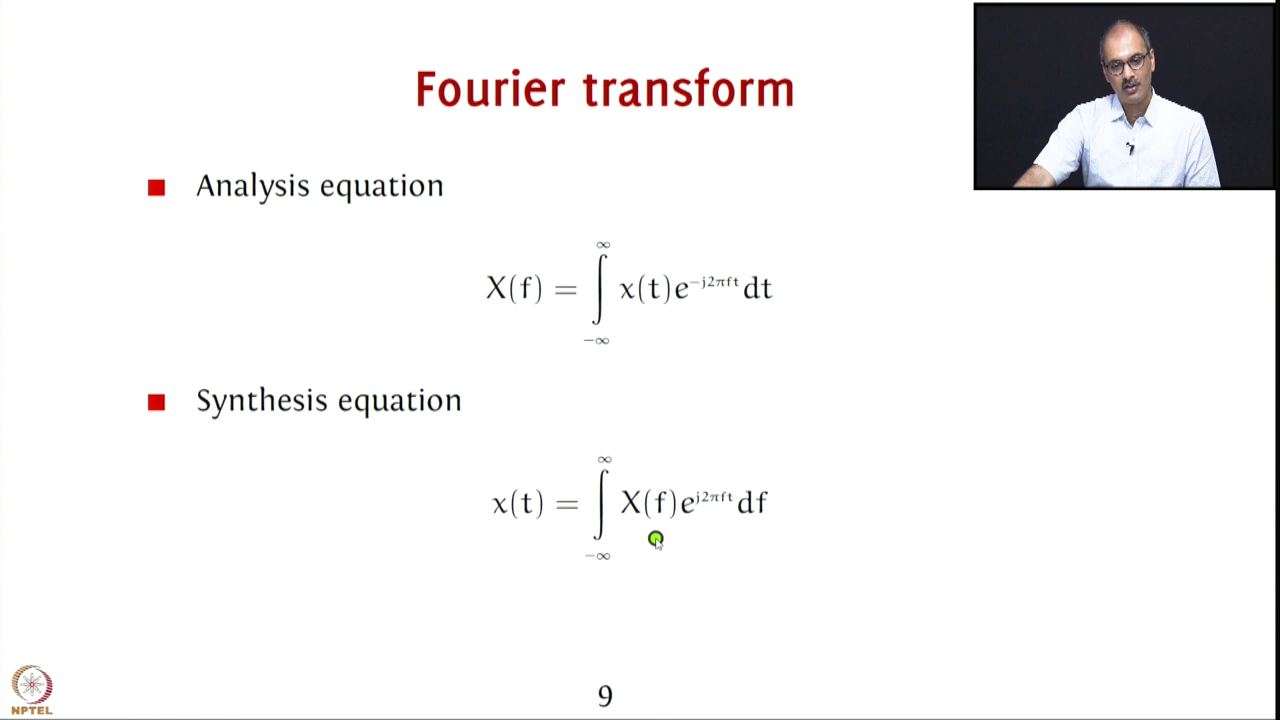 Fourier transform
Analysis equation
X(f) = ∫_{−∞}^{∞} x(t)e^{−j2πft} dt
Synthesis equation
x(t) = ∫_{−∞}^{∞} X(f)e^{j2πft} df
NPTEL
9